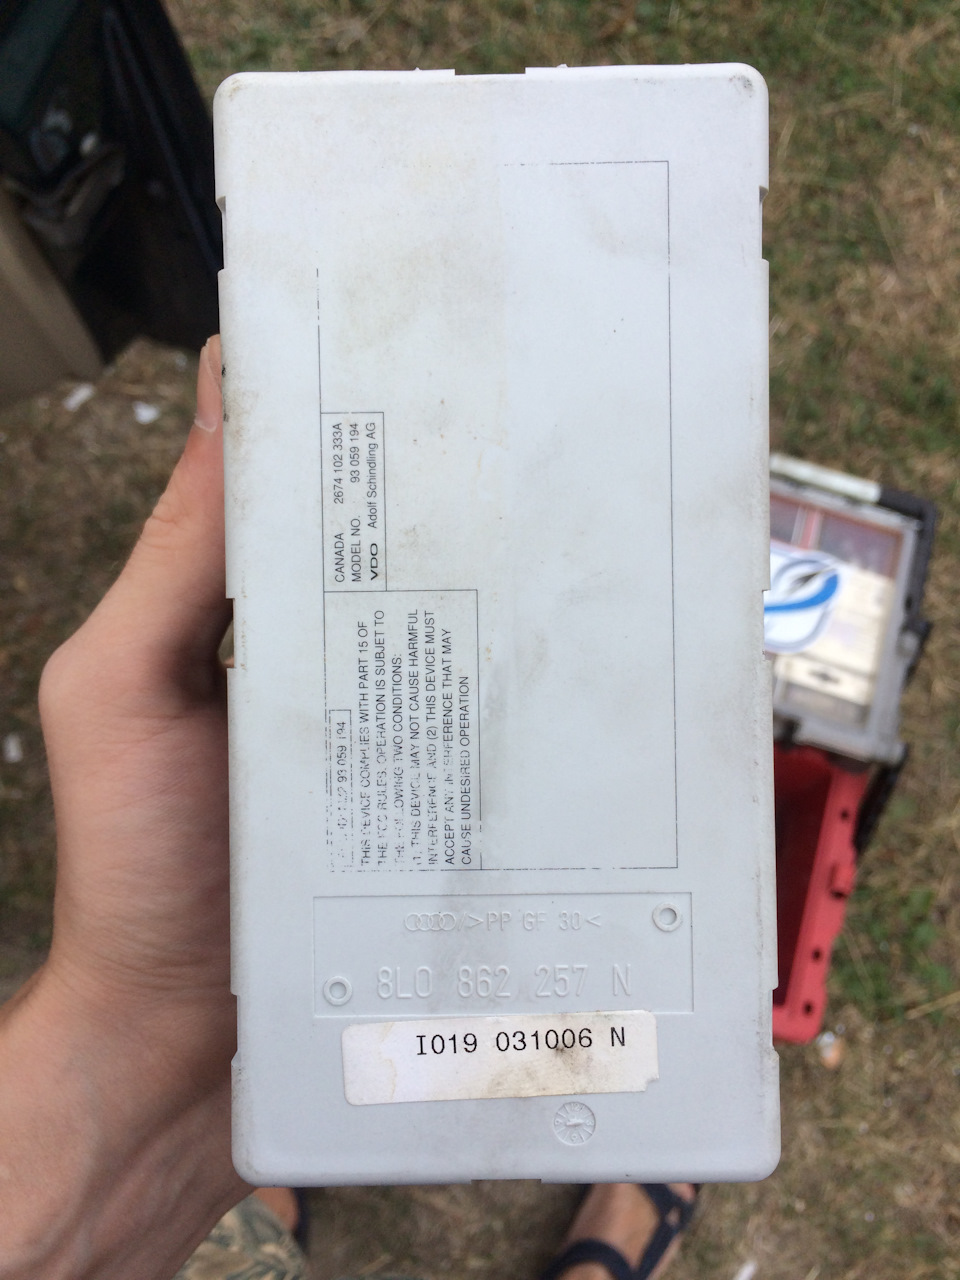 CANADA 2674 102 333A
MODEL NO. 93 059 194
VDO Adolf Schindling AG
93 059 194
THIS DEVICE COMPLIES WITH PART 15 OF
THE FCC RULES. OPERATION IS SUBJET TO
THE FOLLOWING TWO CONDITIONS:
THIS DEVICE MAY NOT CAUSE HARMFUL
INTERFERENCE AND (2) THIS DEVICE MUST
ACCEPT ANY INTERFERENCE THAT MAY
CAUSE UNDESIRED OPERATION
>PP GF 30<
8L0 862 257 N
I019 031006 N